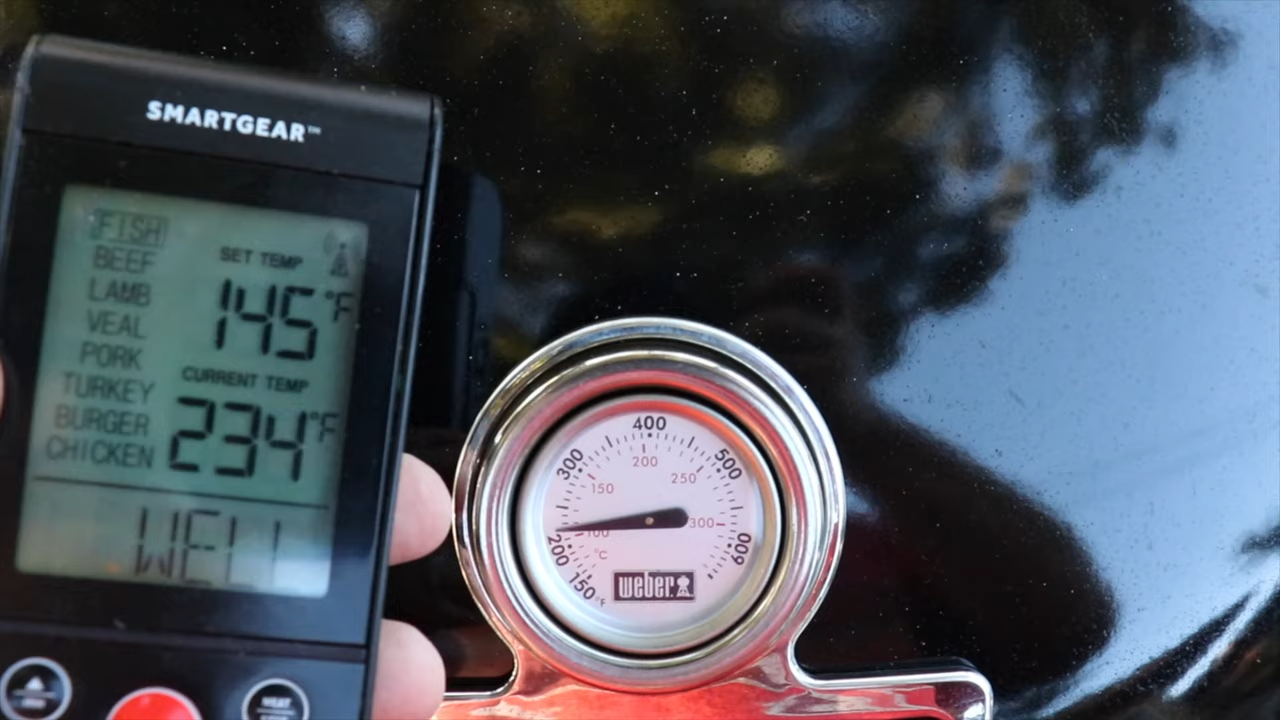 SMARTGEAR™
FISH
BEEF
LAMB
VEAL
PORK
TURKEY
BURGER
CHICKEN
SET TEMP
145°F
CURRENT TEMP
234°F
WELL
400
300
500
200
150
250
100
300
200
600
°C
150
°F
weber